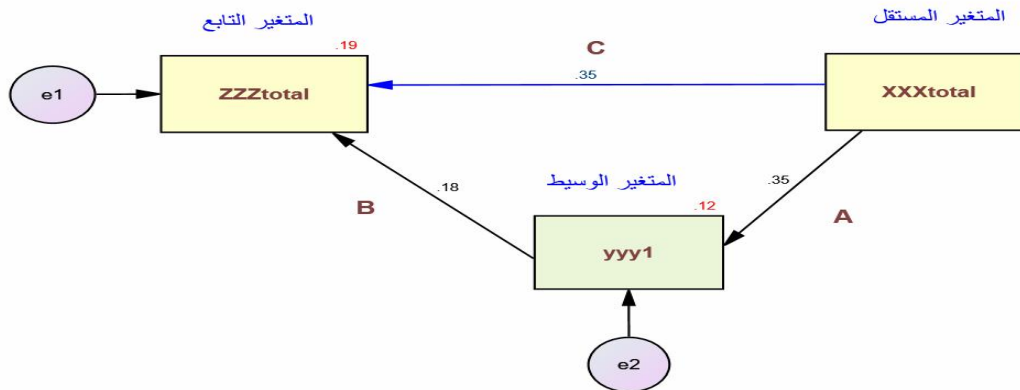 المتغير المستقل
المتغير التابع
.19
C
.35
e1
ZZZtotal
XXXtotal
المتغير الوسيط
.18
.35
B
.12
A
yyy1
e2